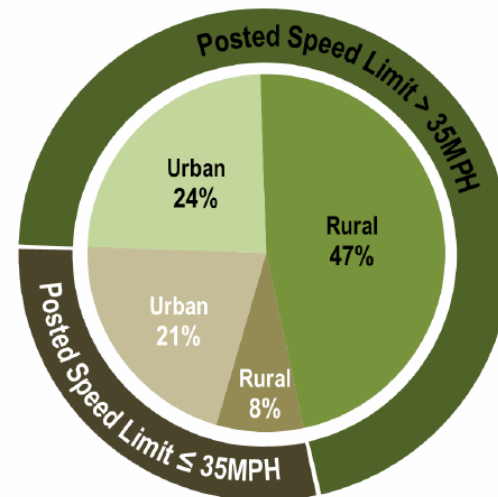 Posted Speed Limit > 35MPH
Urban
24%
Rural
47%
Urban
21%
Rural
8%
Posted Speed Limit ≤ 35MPH